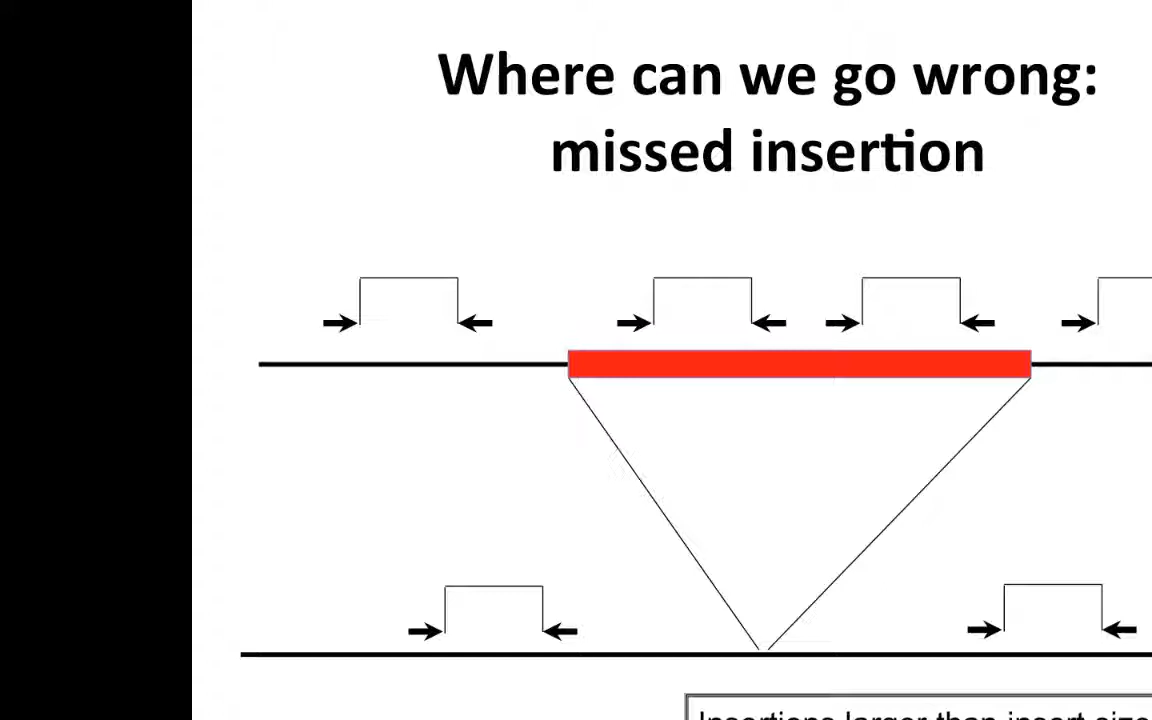 Where can we go wrong:
missed insertion
Insertions larger than insert size